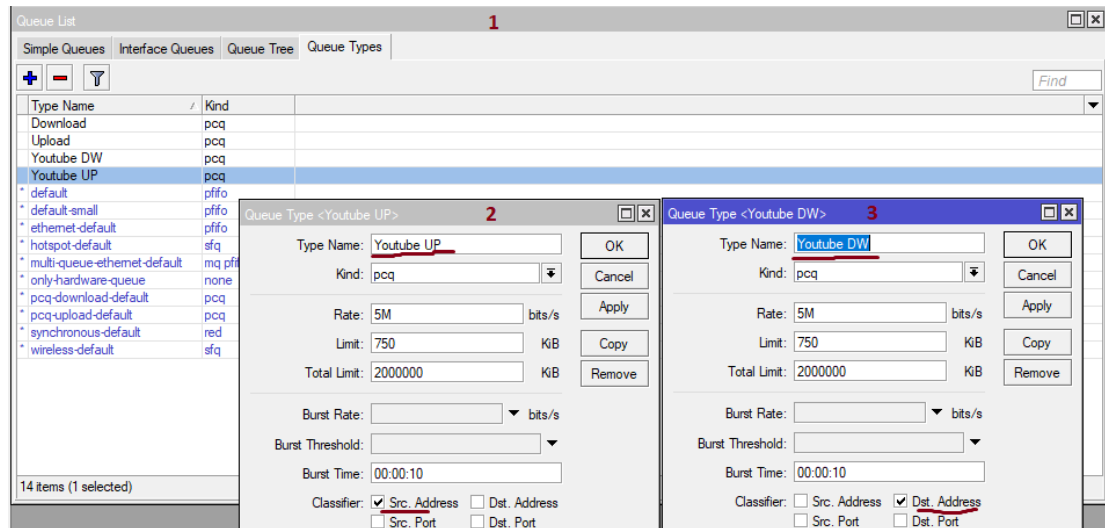 Queue List 1
Simple Queues Interface Queues Queue Tree Queue Types
Find
Type Name / Kind
Download pcq
Upload pcq
Youtube DW pcq
Youtube UP pcq
* default pfifo
* default-small pfifo
* ethernet-default pfifo
* hotspot-default sfq
* multi-queue-ethernet-default mq pfif
* only-hardware-queue none
* pcq-download-default pcq
* pcq-upload-default pcq
* synchronous-default red
* wireless-default sfq
14 items (1 selected)
Queue Type <Youtube UP> 2
Type Name: Youtube UP OK
Kind: pcq Cancel
Apply
Rate: 5M bits/s
Limit: 750 KiB Copy
Total Limit: 2000000 KiB Remove
Burst Rate: bits/s
Burst Threshold:
Burst Time: 00:00:10
Classifier: Src. Address Dst. Address
Src. Port Dst. Port
Queue Type <Youtube DW> 3
Type Name: Youtube DW OK
Kind: pcq Cancel
Apply
Rate: 5M bits/s
Limit: 750 KiB Copy
Total Limit: 2000000 KiB Remove
Burst Rate: bits/s
Burst Threshold:
Burst Time: 00:00:10
Classifier: Src. Address Dst. Address
Src. Port Dst. Port